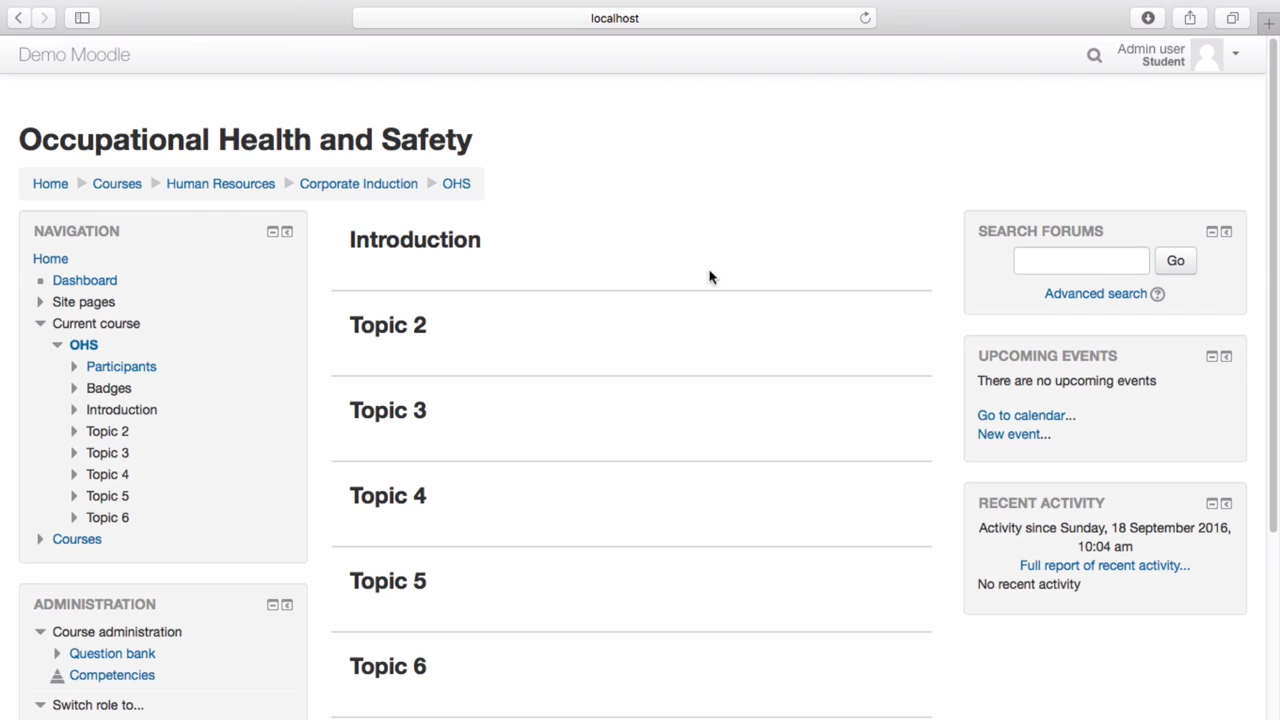 localhost
Demo Moodle
Admin user
Student
Occupational Health and Safety
Home Courses Human Resources Corporate Induction OHS
NAVIGATION
Home
Dashboard
Site pages
Current course
OHS
Participants
Badges
Introduction
Topic 2
Topic 3
Topic 4
Topic 5
Topic 6
Courses
ADMINISTRATION
Course administration
Question bank
Competencies
Switch role to...
Introduction
Topic 2
Topic 3
Topic 4
Topic 5
Topic 6
SEARCH FORUMS
Go
Advanced search ?
UPCOMING EVENTS
There are no upcoming events
Go to calendar...
New event...
RECENT ACTIVITY
Activity since Sunday, 18 September 2016,
10:04 am
Full report of recent activity...
No recent activity